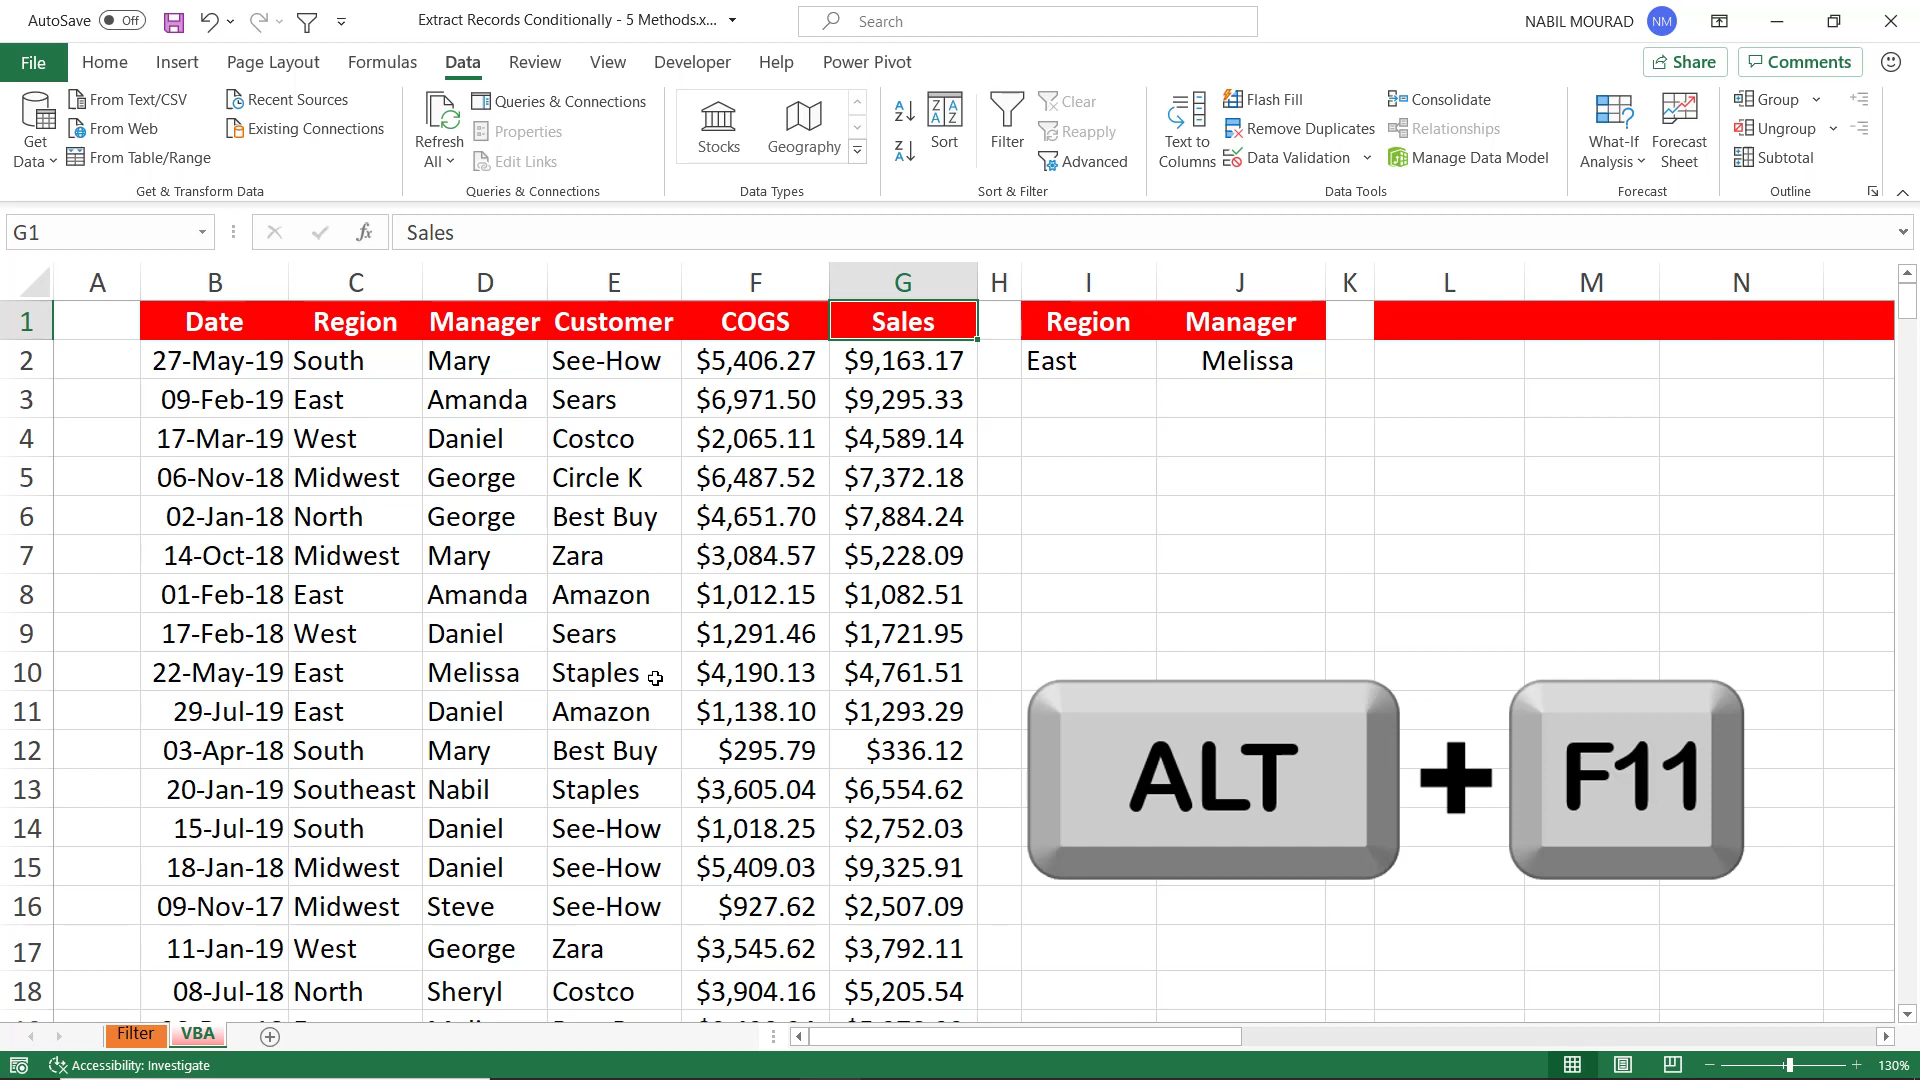 AutoSave Off Extract Records Conditionally - 5 Methods.x... Search NABIL MOURAD NM
File Home Insert Page Layout Formulas Data Review View Developer Help Power Pivot Share Comments
Get Data From Text/CSV From Web From Table/Range Recent Sources Existing Connections
Get & Transform Data
Refresh All Queries & Connections Properties Edit Links
Queries & Connections
Stocks Geography
Data Types
Sort Filter Clear Reapply Advanced
Sort & Filter
Text to Columns Flash Fill Remove Duplicates Data Validation Consolidate Relationships Manage Data Model
Data Tools
What-If Analysis Forecast Sheet
Forecast
Group Ungroup Subtotal
Outline
G1 fx Sales
A B C D E F G H I J K L M N
1 Date Region Manager Customer COGS Sales Region Manager
2 27-May-19 South Mary See-How $5,406.27 $9,163.17 East Melissa
3 09-Feb-19 East Amanda Sears $6,971.50 $9,295.33
4 17-Mar-19 West Daniel Costco $2,065.11 $4,589.14
5 06-Nov-18 Midwest George Circle K $6,487.52 $7,372.18
6 02-Jan-18 North George Best Buy $4,651.70 $7,884.24
7 14-Oct-18 Midwest Mary Zara $3,084.57 $5,228.09
8 01-Feb-18 East Amanda Amazon $1,012.15 $1,082.51
9 17-Feb-18 West Daniel Sears $1,291.46 $1,721.95
10 22-May-19 East Melissa Staples $4,190.13 $4,761.51
11 29-Jul-19 East Daniel Amazon $1,138.10 $1,293.29
12 03-Apr-18 South Mary Best Buy $295.79 $336.12
13 20-Jan-19 Southeast Nabil Staples $3,605.04 $6,554.62
14 15-Jul-19 South Daniel See-How $1,018.25 $2,752.03
15 18-Jan-18 Midwest Daniel See-How $5,409.03 $9,325.91
16 09-Nov-17 Midwest Steve See-How $927.62 $2,507.09
17 11-Jan-19 West George Zara $3,545.62 $3,792.11
18 08-Jul-18 North Sheryl Costco $3,904.16 $5,205.54
ALT + F11
Filter VBA
Accessibility: Investigate 130%